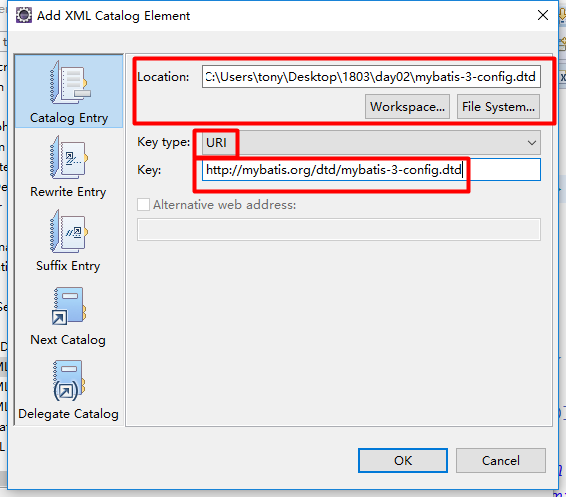 Add XML Catalog Element
Catalog Entry
Rewrite Entry
Suffix Entry
Next Catalog
Delegate Catalog
Location: C:\Users\tony\Desktop\1803\day02\mybatis-3-config.dtd
Workspace... File System...
Key type: URI
Key: http://mybatis.org/dtd/mybatis-3-config.dtd
Alternative web address:
OK Cancel